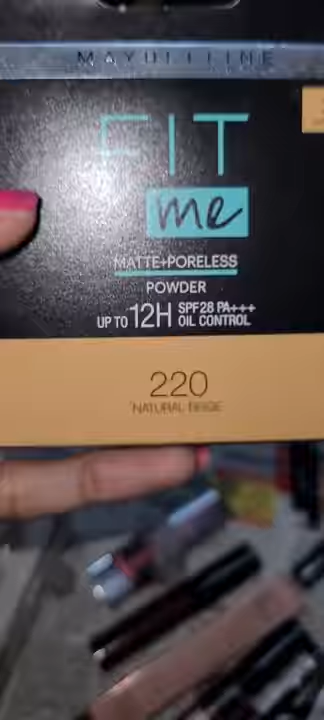 MAYBELLINE
FIT
me
MATTE+PORELESS
POWDER
UP TO 12H SPF28 PA+++
OIL CONTROL
220
NATURAL BEIGE